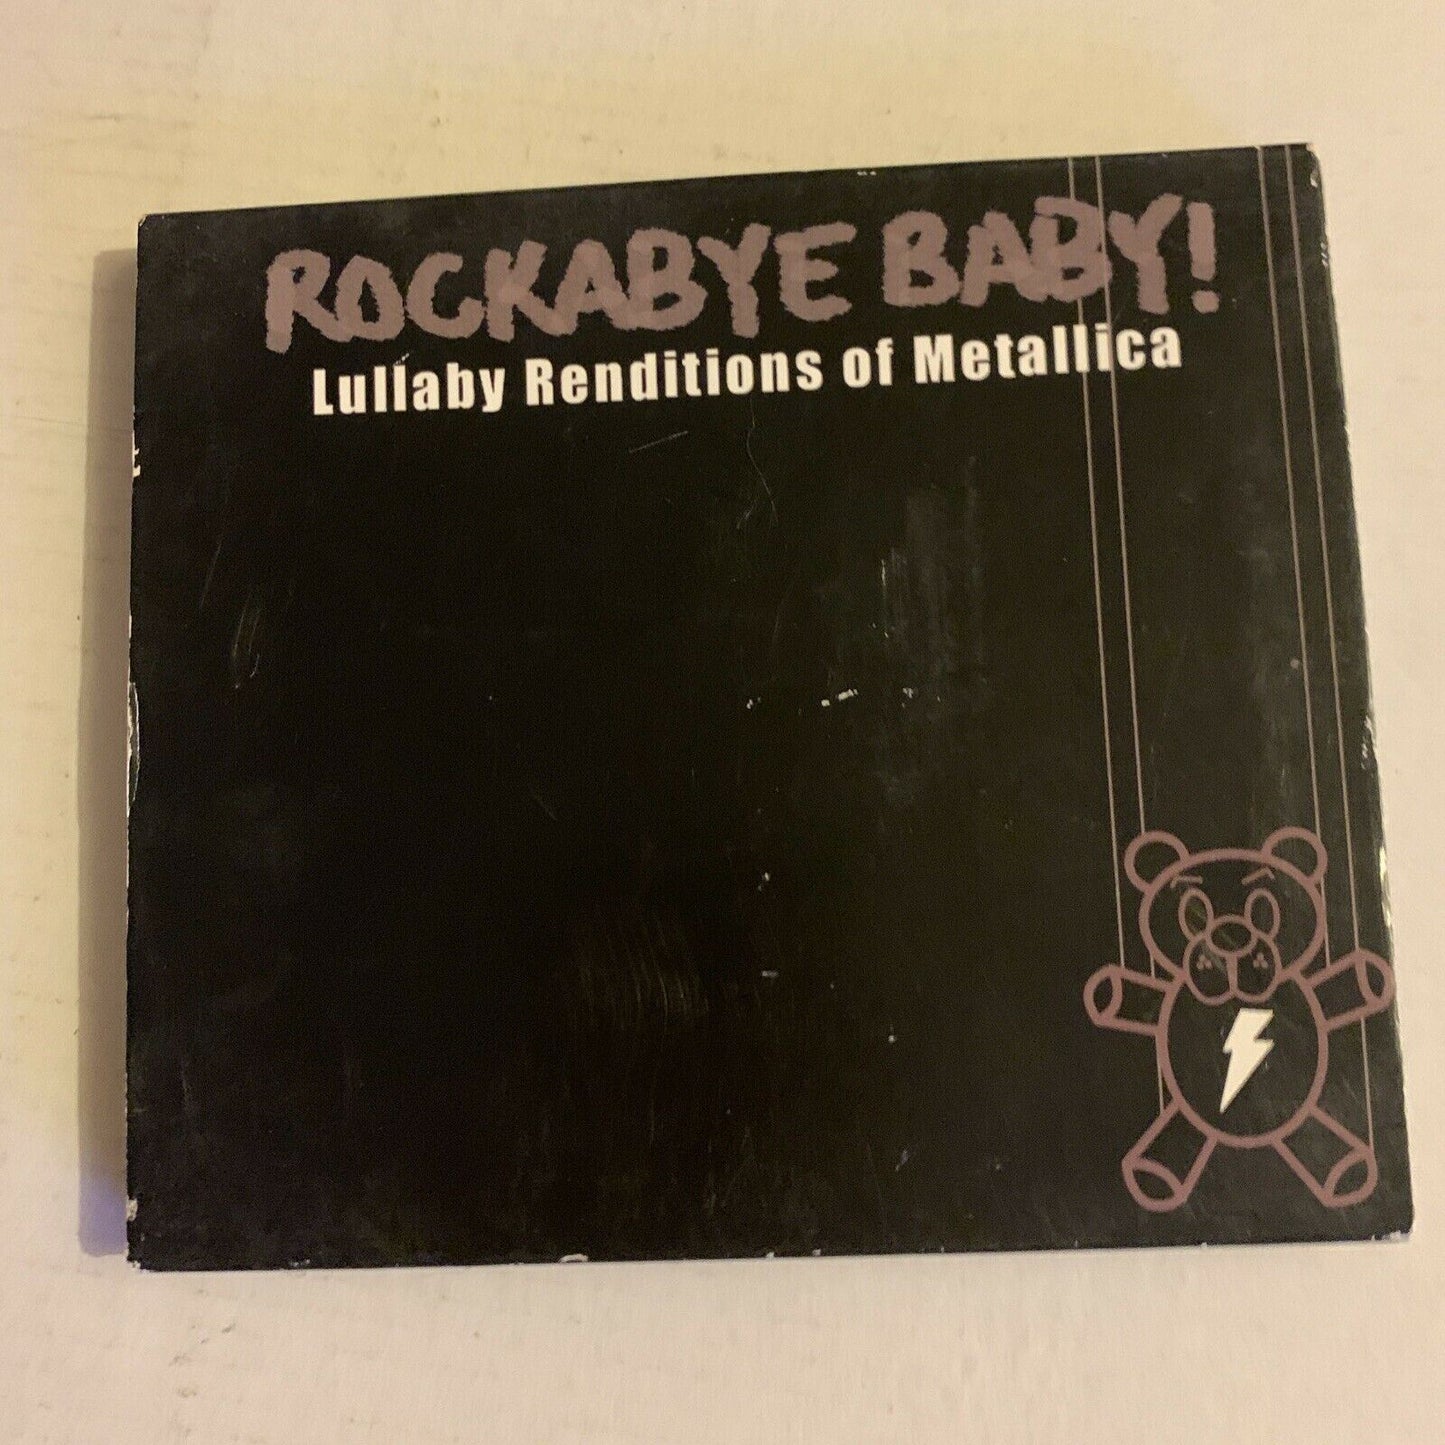 ROCKABYE BABY!
Lullaby Renditions of Metallica